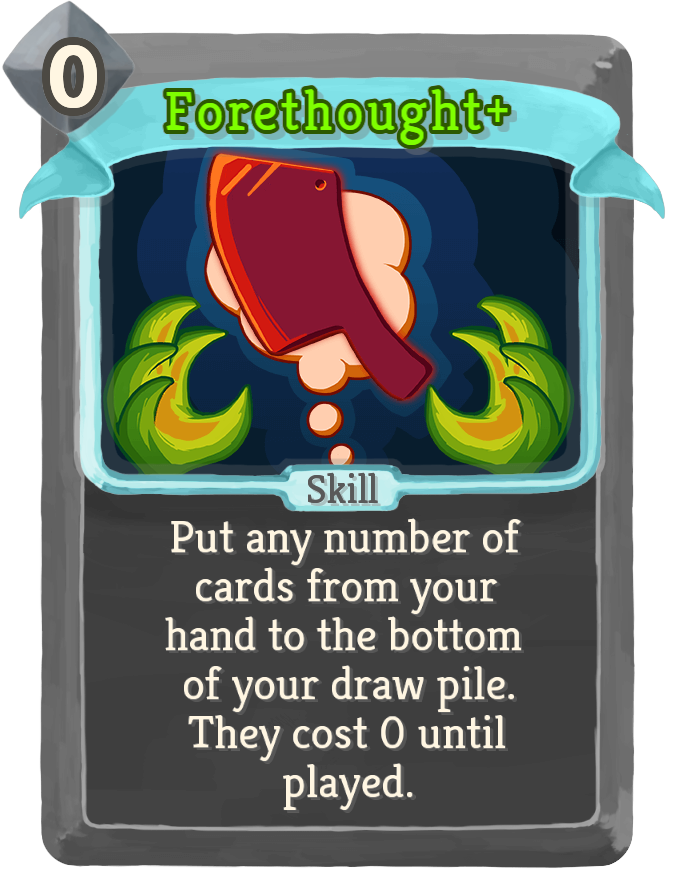 0
Forethought+
Skill
Put any number of
cards from your
hand to the bottom
of your draw pile.
They cost 0 until
played.